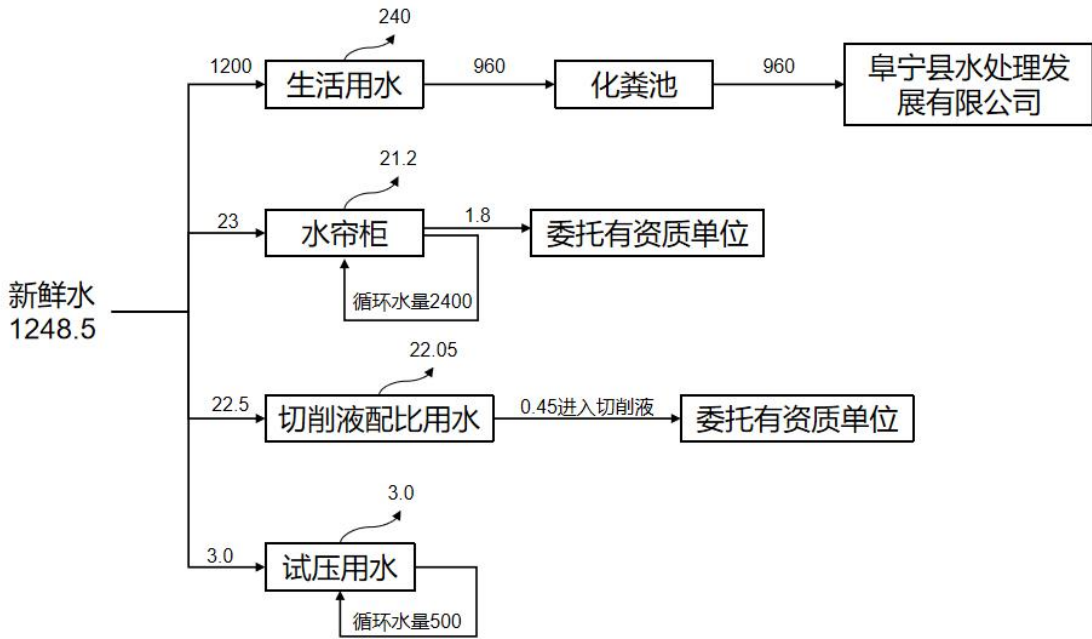 240
1200
生活用水
960
化粪池
960
阜宁县水处理发
展有限公司
21.2
23
水帘柜
1.8
委托有资质单位
循环水量2400
新鲜水
1248.5
22.05
22.5
切削液配比用水
0.45进入切削液
委托有资质单位
3.0
3.0
试压用水
循环水量500